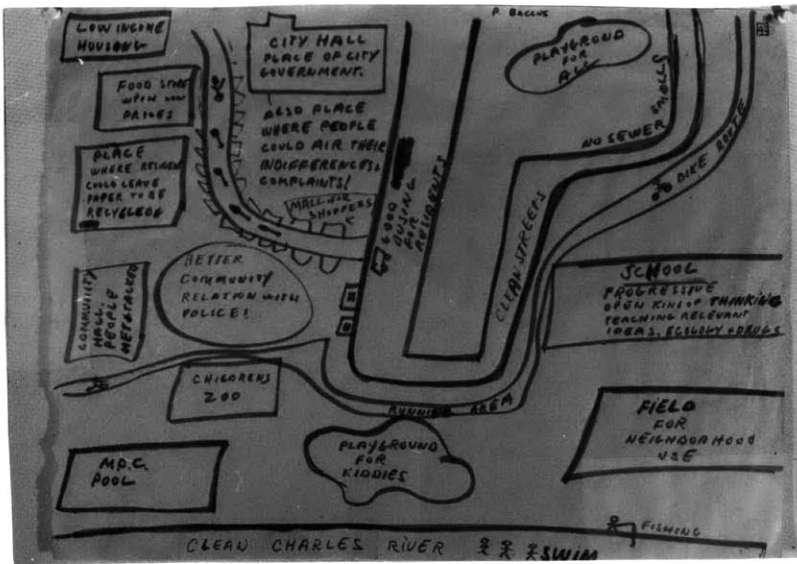 P. BACCUS
LOW INCOME
HOUSING
CITY HALL
PLACE OF CITY
GOVERNMENT.
ALSO PLACE
WHERE PEOPLE
COULD AIR THEIR
INDIFFERENCES &
COMPLAINTS!
PLAYGROUND
FOR
ALL
FOOD STORE
WITH LOW
PRICES
PLACE
WHERE RESIDEN
COULD LEAVE
PAPER TO BE
RECYCLED
MALL FOR
SHOPPERS
GOOD
BUSING
FOR
RESIDENTS
NO SEWER SMELLS
BIKE ROUTE
CLEAN STREETS
BETTER
COMMUNITY
RELATION WITH
POLICE!
COMMUNITY
HALL
PEOPLE
MET & TALKED
SCHOOL
PROGRESSIVE
OPEN KIND OF THINKING
TEACHING RELEVANT
IDEAS, ECOLOGY & DRUGS
CHILDRENS
ZOO
RUNNING AREA
FIELD
FOR
NEIGHBORHOOD
USE
PLAYGROUND
FOR
KIDDIES
M.D.C.
POOL
FISHING
CLEAN CHARLES RIVER
SWIM